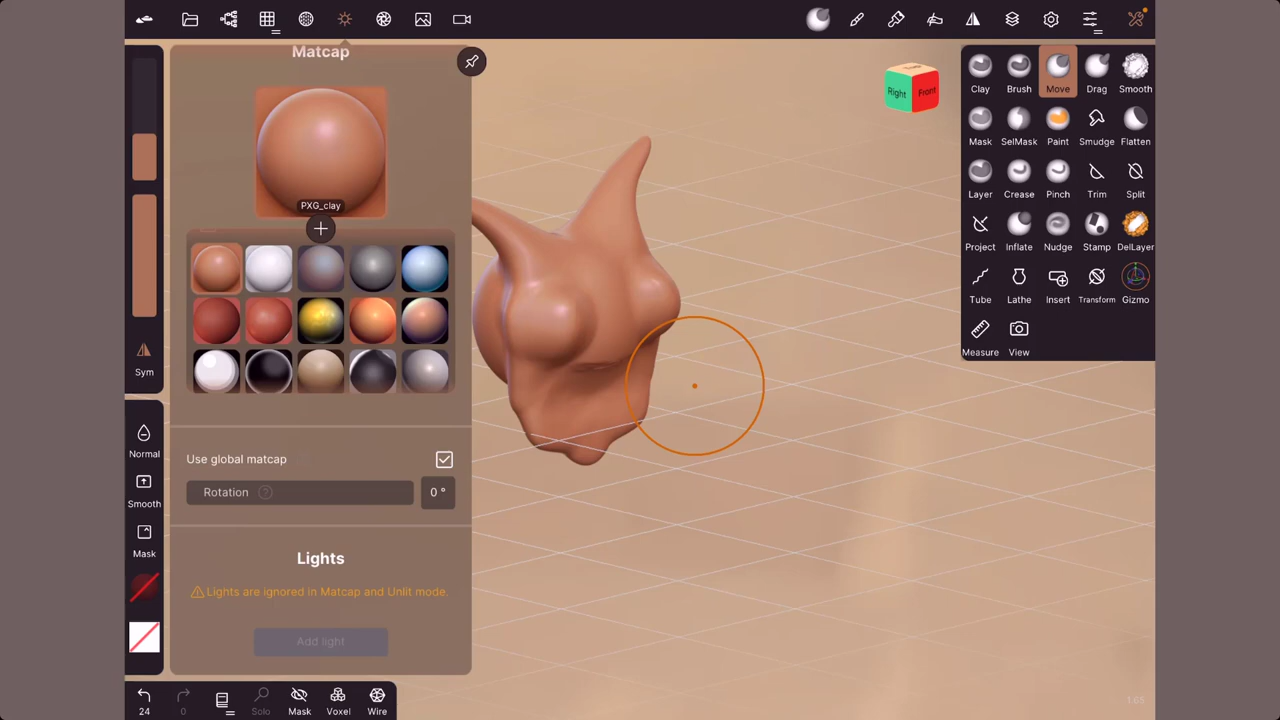 Matcap
PXG_clay
Use global matcap
Rotation ?
0 °
Lights
Lights are ignored in Matcap and Unlit mode.
Add light
Sym
Normal
Smooth
Mask
24
0
Solo
Mask
Voxel
Wire
Right
Front
Clay Brush Move Drag Smooth
Mask SelMask Paint Smudge Flatten
Layer Crease Pinch Trim Split
Project Inflate Nudge Stamp DelLayer
Tube Lathe Insert Transform Gizmo
Measure View